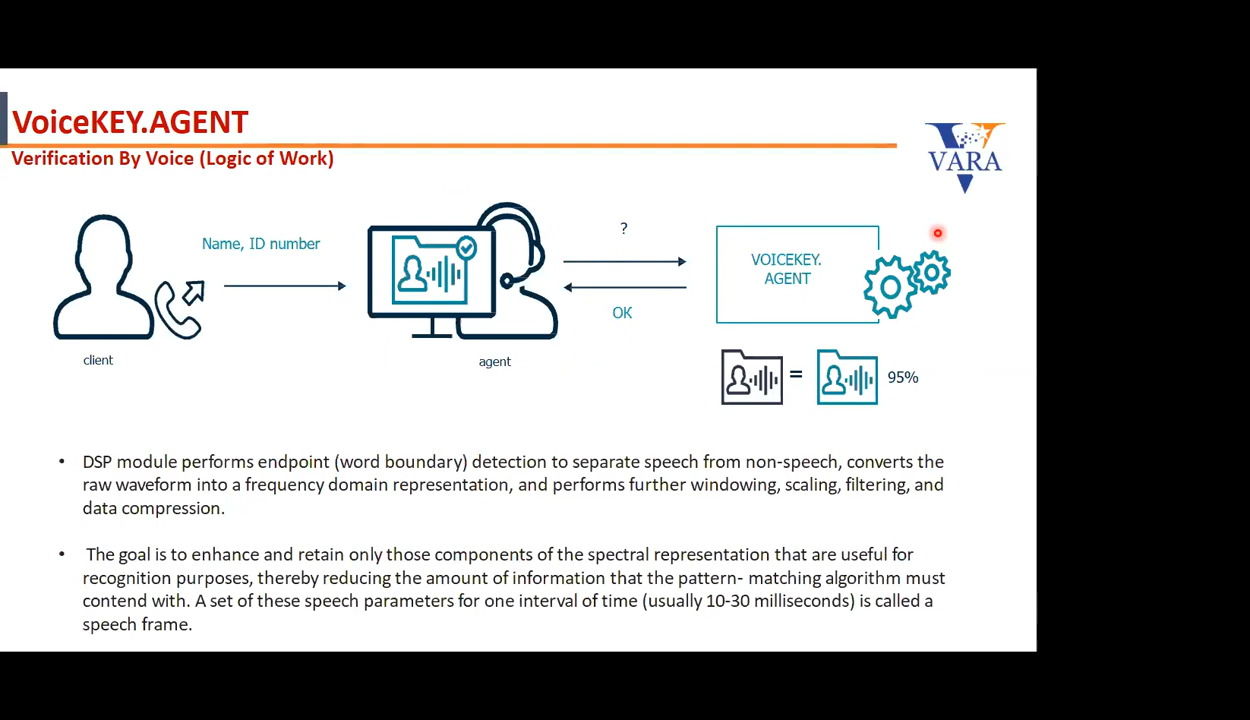 VoiceKEY.AGENT
Verification By Voice (Logic of Work)
VARA
Name, ID number
?
OK
VOICEKEY.
AGENT
client
agent
=
95%
• DSP module performs endpoint (word boundary) detection to separate speech from non-speech, converts the
raw waveform into a frequency domain representation, and performs further windowing, scaling, filtering, and
data compression.
• The goal is to enhance and retain only those components of the spectral representation that are useful for
recognition purposes, thereby reducing the amount of information that the pattern- matching algorithm must
contend with. A set of these speech parameters for one interval of time (usually 10-30 milliseconds) is called a
speech frame.